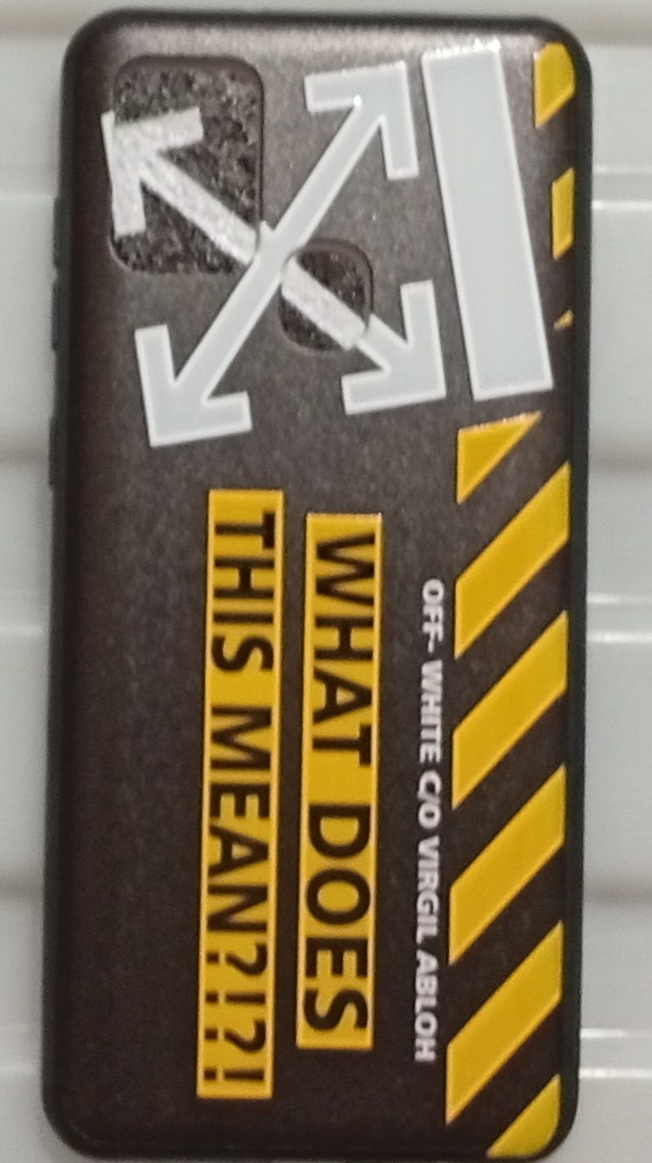 OFF- WHITE C/O VIRGIL ABLOH
WHAT DOES
THIS MEAN?!?!